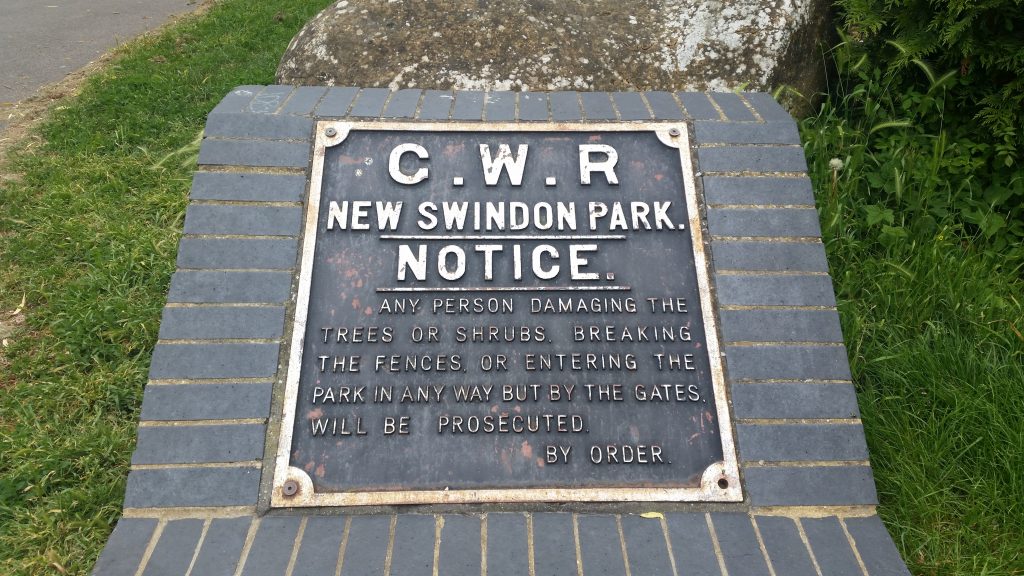 G.W.R
NEW SWINDON PARK.
NOTICE.
ANY PERSON DAMAGING THE
TREES OR SHRUBS, BREAKING
THE FENCES, OR ENTERING THE
PARK IN ANY WAY BUT BY THE GATES,
WILL BE PROSECUTED.
BY ORDER.